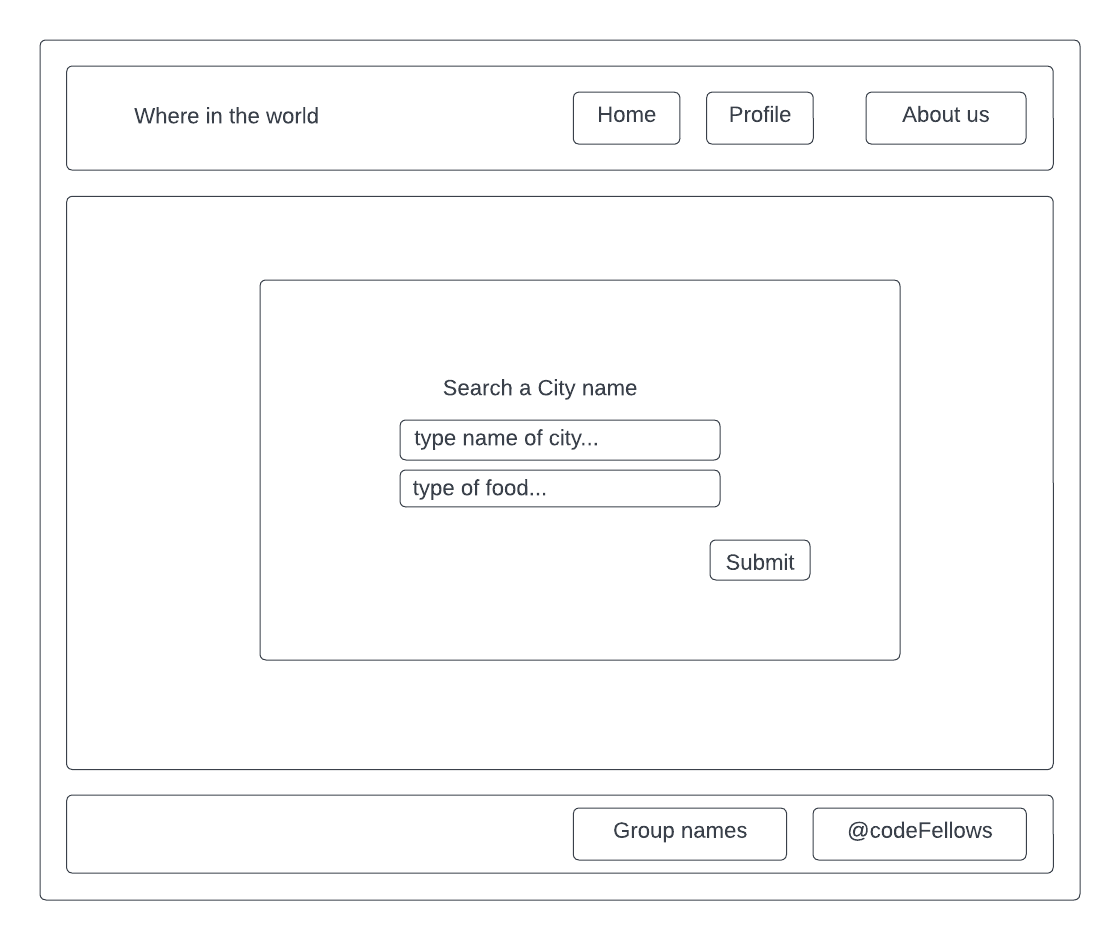 Where in the world
Home
Profile
About us
Search a City name
type name of city...
type of food...
Submit
Group names
@codeFellows